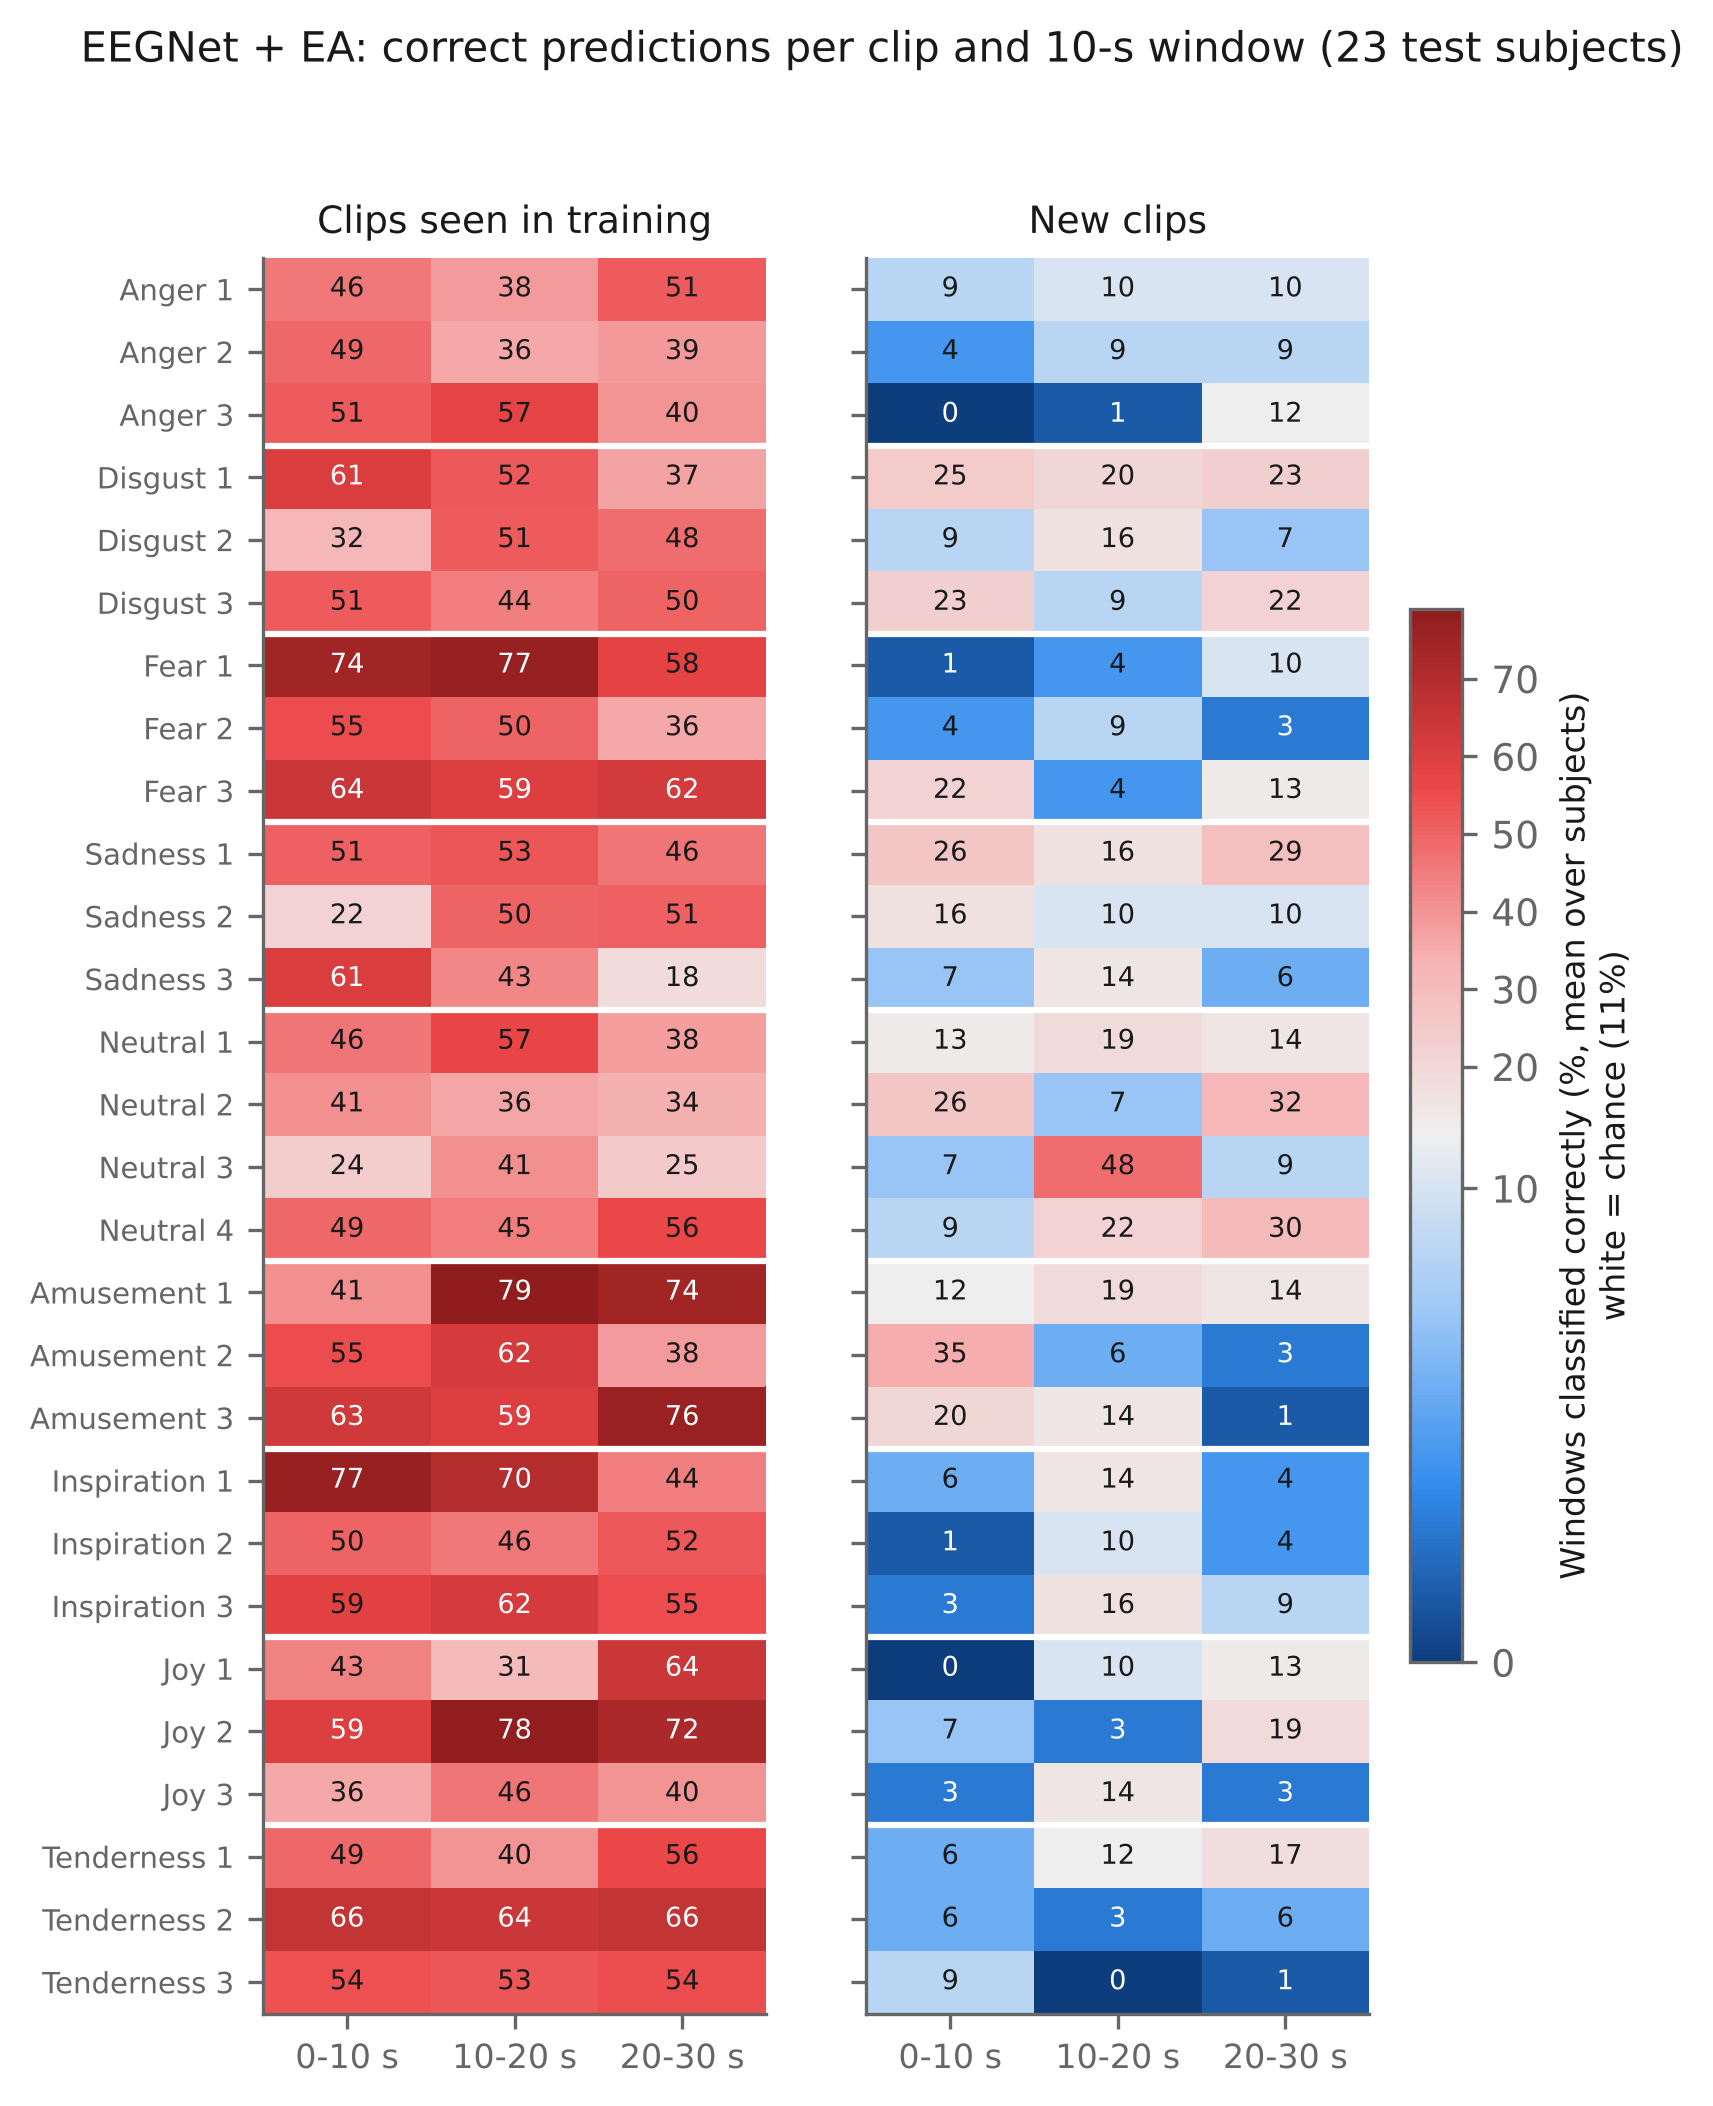 EEGNet + EA: correct predictions per clip and 10-s window (23 test subjects)
Clips seen in training
New clips
Anger 1 46 38 51 9 10 10
Anger 2 49 36 39 4 9 9
Anger 3 51 57 40 0 1 12
Disgust 1 61 52 37 25 20 23
Disgust 2 32 51 48 9 16 7
Disgust 3 51 44 50 23 9 22
Fear 1 74 77 58 1 4 10
Fear 2 55 50 36 4 9 3
Fear 3 64 59 62 22 4 13
Sadness 1 51 53 46 26 16 29
Sadness 2 22 50 51 16 10 10
Sadness 3 61 43 18 7 14 6
Neutral 1 46 57 38 13 19 14
Neutral 2 41 36 34 26 7 32
Neutral 3 24 41 25 7 48 9
Neutral 4 49 45 56 9 22 30
Amusement 1 41 79 74 12 19 14
Amusement 2 55 62 38 35 6 3
Amusement 3 63 59 76 20 14 1
Inspiration 1 77 70 44 6 14 4
Inspiration 2 50 46 52 1 10 4
Inspiration 3 59 62 55 3 16 9
Joy 1 43 31 64 0 10 13
Joy 2 59 78 72 7 3 19
Joy 3 36 46 40 3 14 3
Tenderness 1 49 40 56 6 12 17
Tenderness 2 66 64 66 6 3 6
Tenderness 3 54 53 54 9 0 1
0-10 s 10-20 s 20-30 s 0-10 s 10-20 s 20-30 s
70
60
50
40
30
20
10
0
Windows classified correctly (%, mean over subjects)
white = chance (11%)